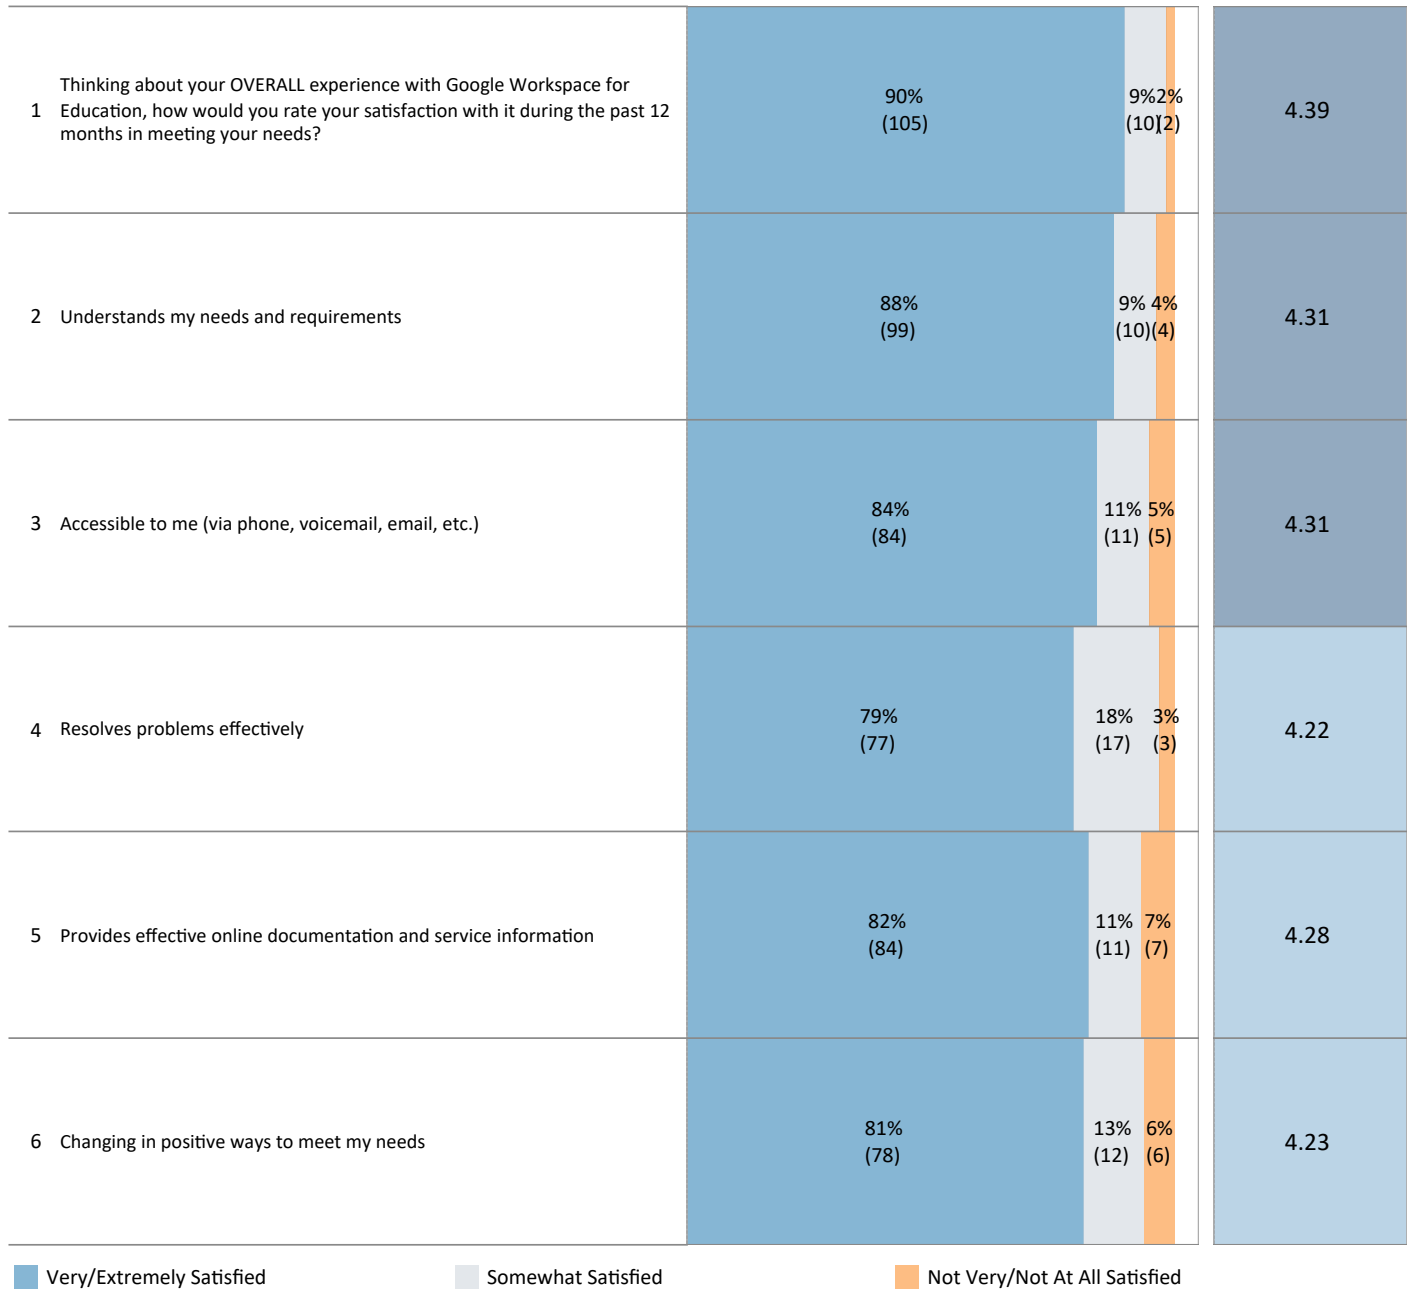 Thinking about your OVERALL experience with Google Workspace for
1 Education, how would you rate your satisfaction with it during the past 12
months in meeting your needs?
90% 9% 2%
(105) (10) (2)
4.39
2 Understands my needs and requirements
88% 9% 4%
(99) (10) (4)
4.31
3 Accessible to me (via phone, voicemail, email, etc.)
84% 11% 5%
(84) (11) (5)
4.31
4 Resolves problems effectively
79% 18% 3%
(77) (17) (3)
4.22
5 Provides effective online documentation and service information
82% 11% 7%
(84) (11) (7)
4.28
6 Changing in positive ways to meet my needs
81% 13% 6%
(78) (12) (6)
4.23
Very/Extremely Satisfied Somewhat Satisfied Not Very/Not At All Satisfied